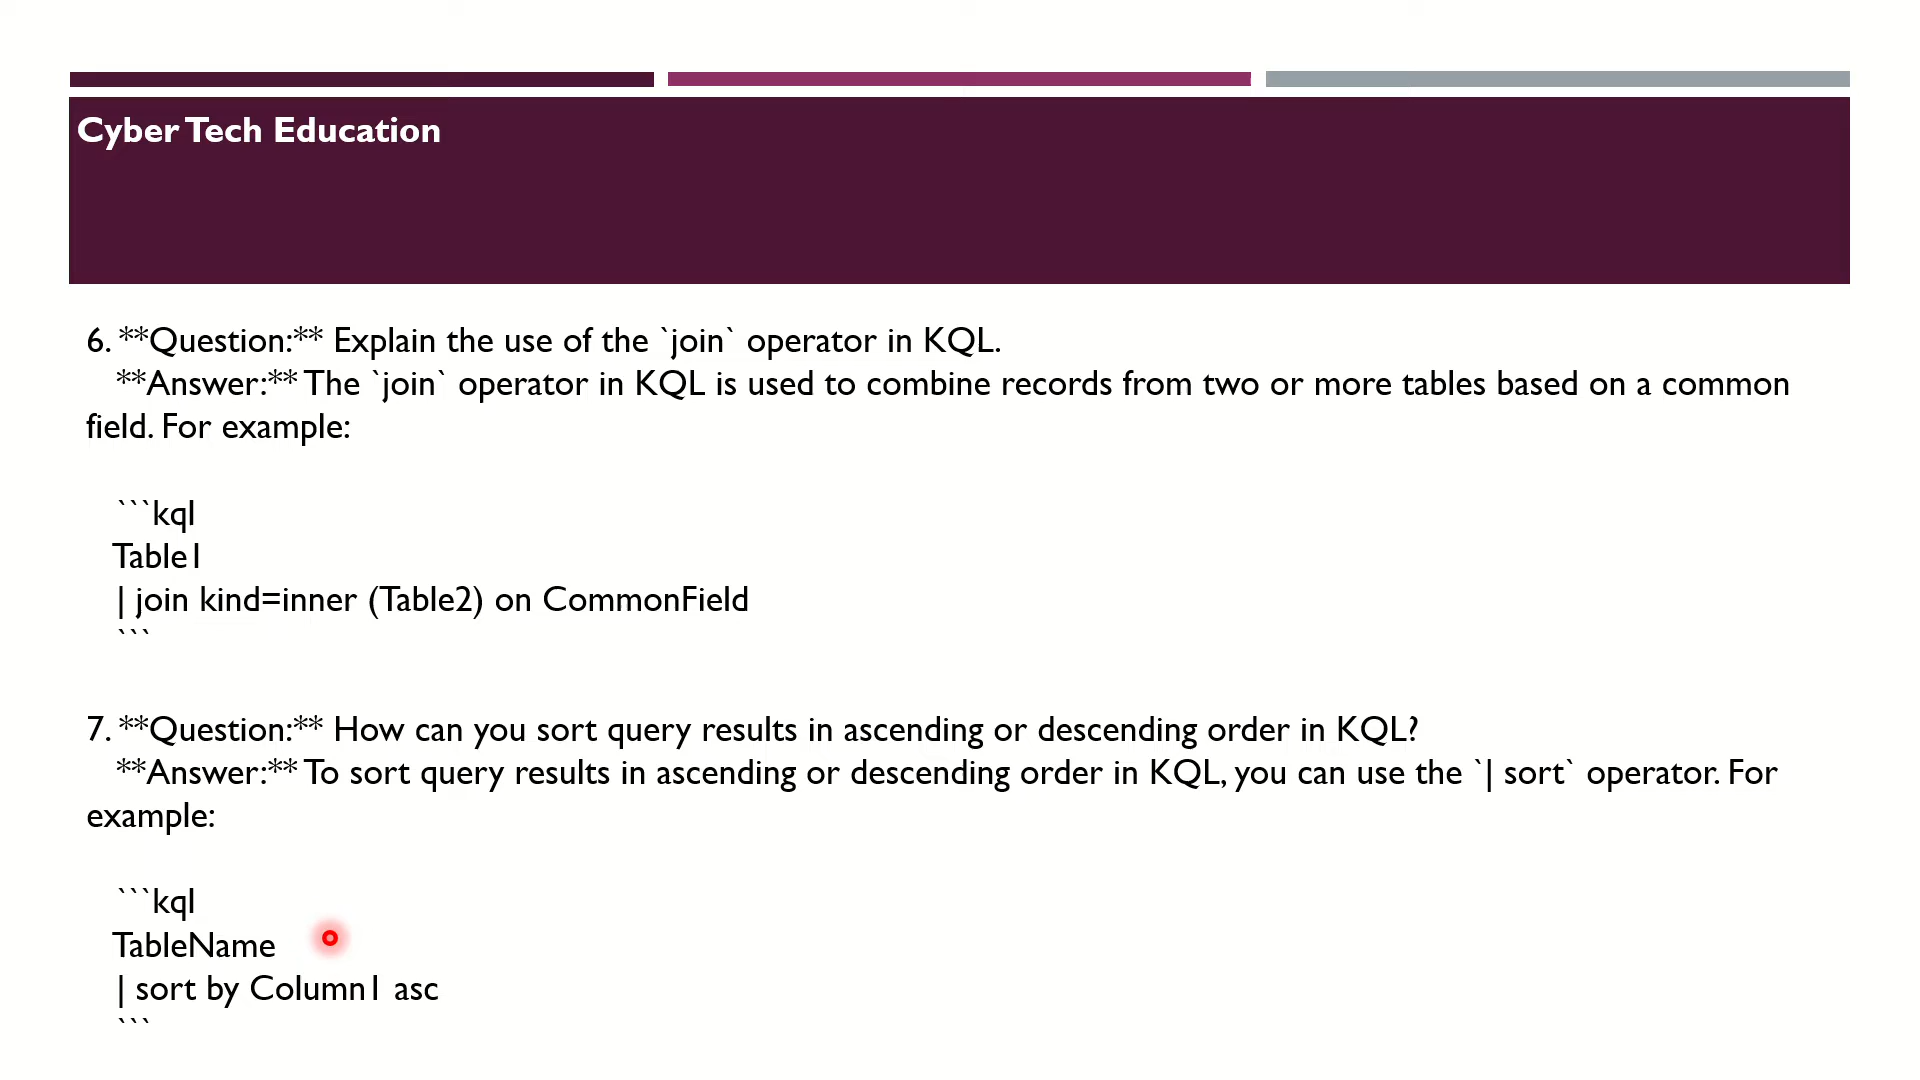 Cyber Tech Education
6. **Question:** Explain the use of the `join` operator in KQL.
**Answer:** The `join` operator in KQL is used to combine records from two or more tables based on a common
field. For example:
```kql
Table1
| join kind=inner (Table2) on CommonField
```
7. **Question:** How can you sort query results in ascending or descending order in KQL?
**Answer:** To sort query results in ascending or descending order in KQL, you can use the `| sort` operator. For
example:
```kql
TableName
| sort by Column1 asc
```